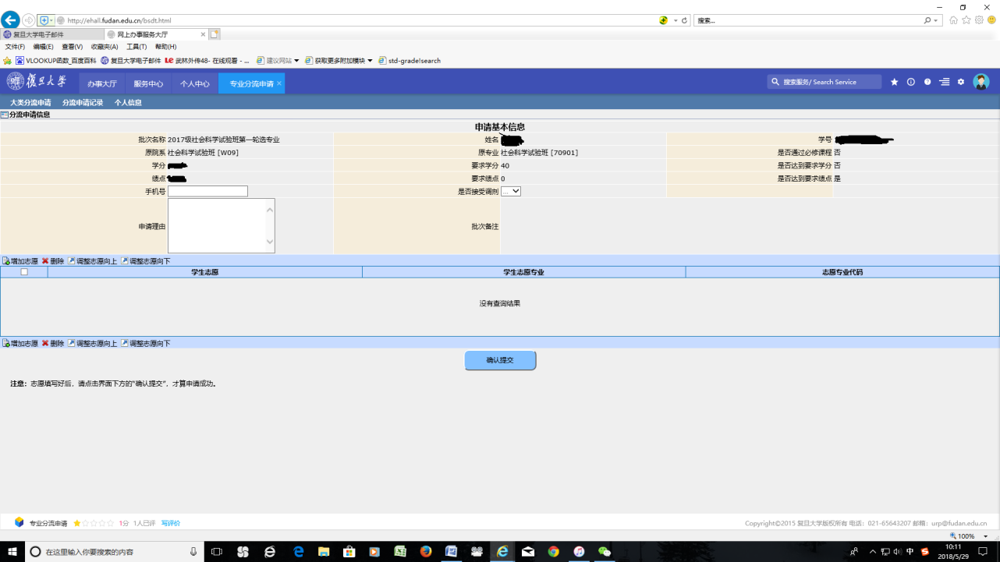 http://ehall.fudan.edu.cn/bsdt.html
搜索...
复旦大学电子邮件
网上办事服务大厅
文件(F) 编辑(E) 查看(V) 收藏夹(A) 工具(T) 帮助(H)
VLOOKUP函数_百度百科 复旦大学电子邮件 武林外传48- 在线观看 - ... 建议网站 获取更多附加模块 std-grade!search
復旦大學 办事大厅 服务中心 个人中心 专业分流申请 × 搜索服务/ Search Service
大类分流申请 分流申请记录 个人信息
分流申请信息
申请基本信息
批次名称 2017级社会科学试验班第一轮选专业 姓名 学号
原院系 社会科学试验班 [W09] 原专业 社会科学试验班 [70901] 是否通过必修课程 否
学分 要求学分 40 是否达到要求学分 否
绩点 要求绩点 0 是否达到要求绩点 是
手机号 是否接受调剂 ...
申请理由 批次备注
增加志愿 删除 调整志愿向上 调整志愿向下
学生志愿 学生志愿专业 志愿专业代码
没有查询结果
增加志愿 删除 调整志愿向上 调整志愿向下
确认提交
注意：志愿填写好后，请点击界面下方的“确认提交”，才算申请成功。
专业分流申请 1分 1人已评 写评价 Copyright©2015 复旦大学版权所有 电话：021-65643207 邮箱：urp@fudan.edu.cn
100%
在这里输入你要搜索的内容 中 10:11
2018/5/29